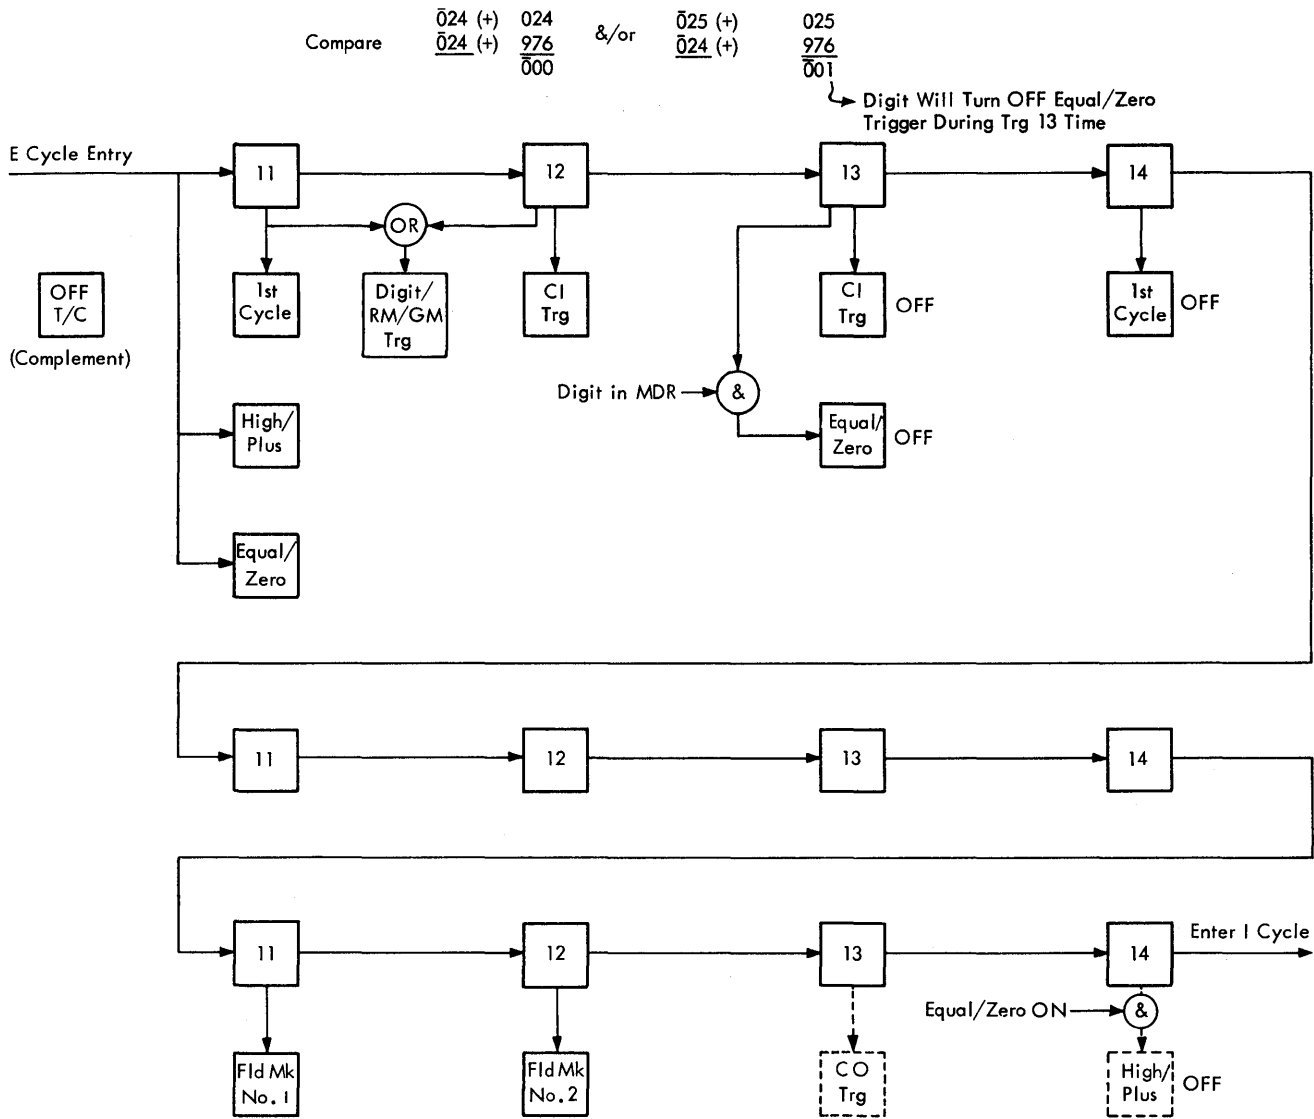 0̄24 (+) 024 &/or 0̄25 (+) 025
Compare 0̄24 (+) 976 0̄24 (+) 976
0̄00 0̄01
Digit Will Turn OFF Equal/Zero
Trigger During Trg 13 Time
E Cycle Entry
11 12 13 14
OR
OFF
T/C
(Complement)
1st
Cycle
Digit/
RM/GM
Trg
CI
Trg
CI
Trg
OFF
1st
Cycle
OFF
Digit in MDR
&
High/
Plus
Equal/
Zero
OFF
Equal/
Zero
11 12 13 14
11 12 13 14
Enter I Cycle
Equal/Zero ON
&
Fld Mk
No. 1
Fld Mk
No. 2
CO
Trg
High/
Plus
OFF